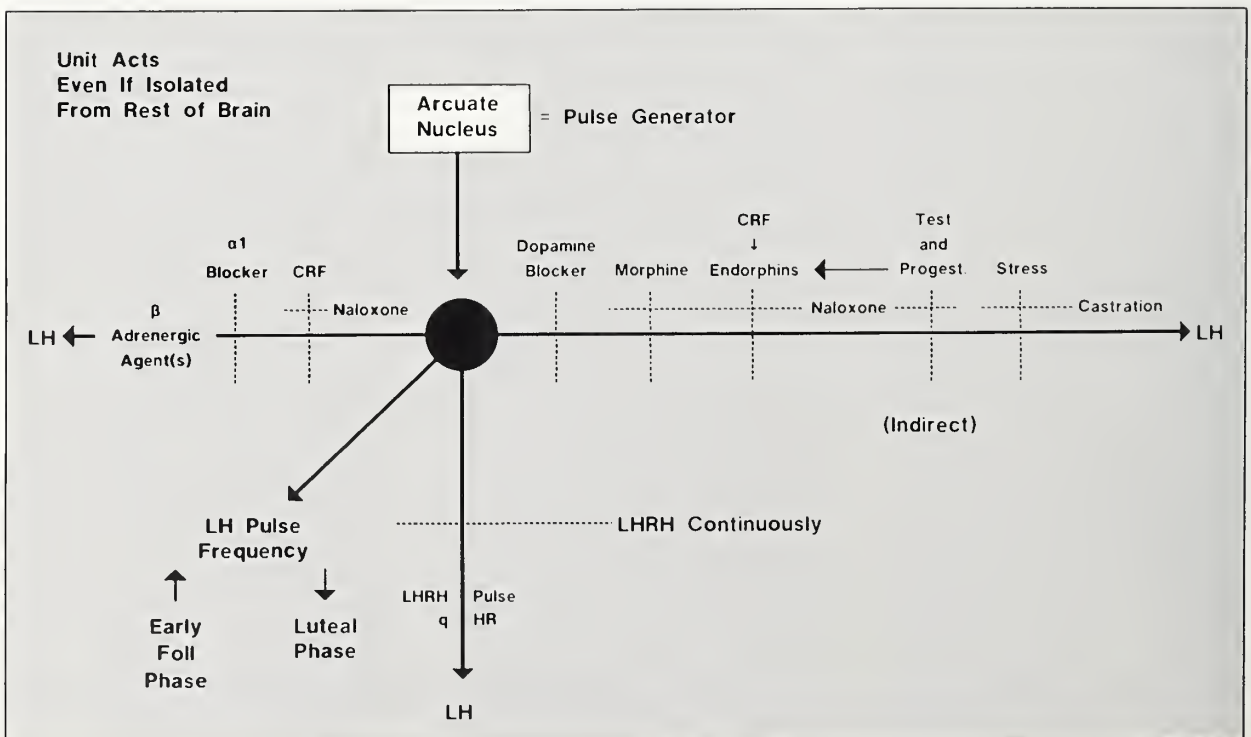 Unit Acts
Even If Isolated
From Rest of Brain
Arcuate
Nucleus
= Pulse Generator
α1
Blocker
CRF
Naloxone
β
Adrenergic
Agent(s)
LH
Dopamine
Blocker
Morphine
CRF
↓
Endorphins
Test
and
Progest.
Stress
Naloxone
Castration
LH
(Indirect)
LH Pulse
Frequency
LHRH Continuously
Early
Foll
Phase
Luteal
Phase
LHRH Pulse
q HR
LH